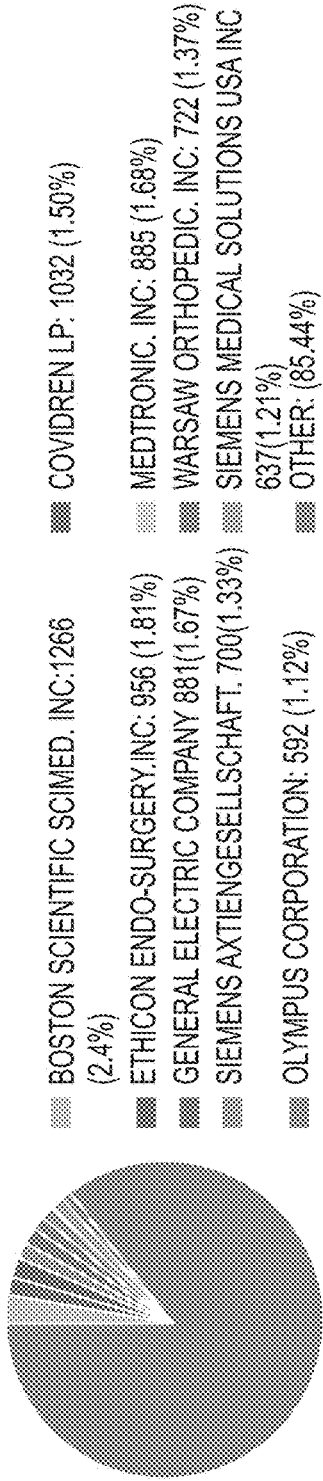 BOSTON SCIENTIFIC SCIMED. INC:1266
(2.4%)
COVIDREN LP: 1032 (1.50%)
ETHICON ENDO-SURGERY.INC: 956 (1.81%)
MEDTRONIC. INC: 885 (1.68%)
GENERAL ELECTRIC COMPANY 881(1.67%)
WARSAW ORTHOPEDIC. INC: 722 (1.37%)
SIEMENS AXTIENGESELLSCHAFT. 700(1.33%)
SIEMENS MEDICAL SOLUTIONS USA INC
637(1.21%)
OLYMPUS CORPORATION: 592 (1.12%)
OTHER: (85.44%)